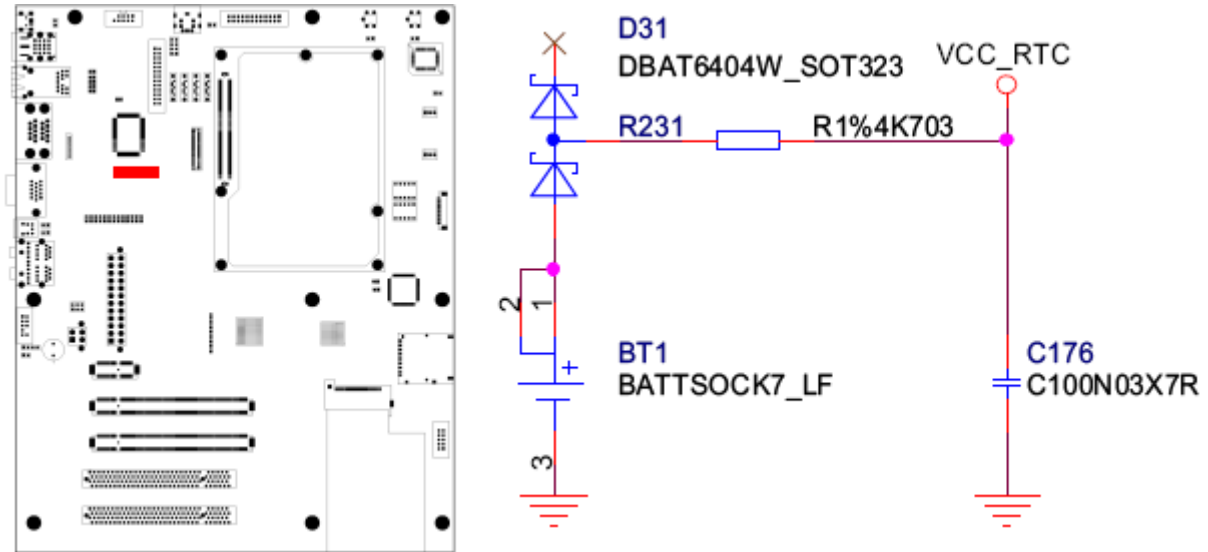 D31
DBAT6404W_SOT323
VCC_RTC
R231
R1%4K703
2
1
BT1
+
BATTSOCK7_LF
C176
C100N03X7R
3